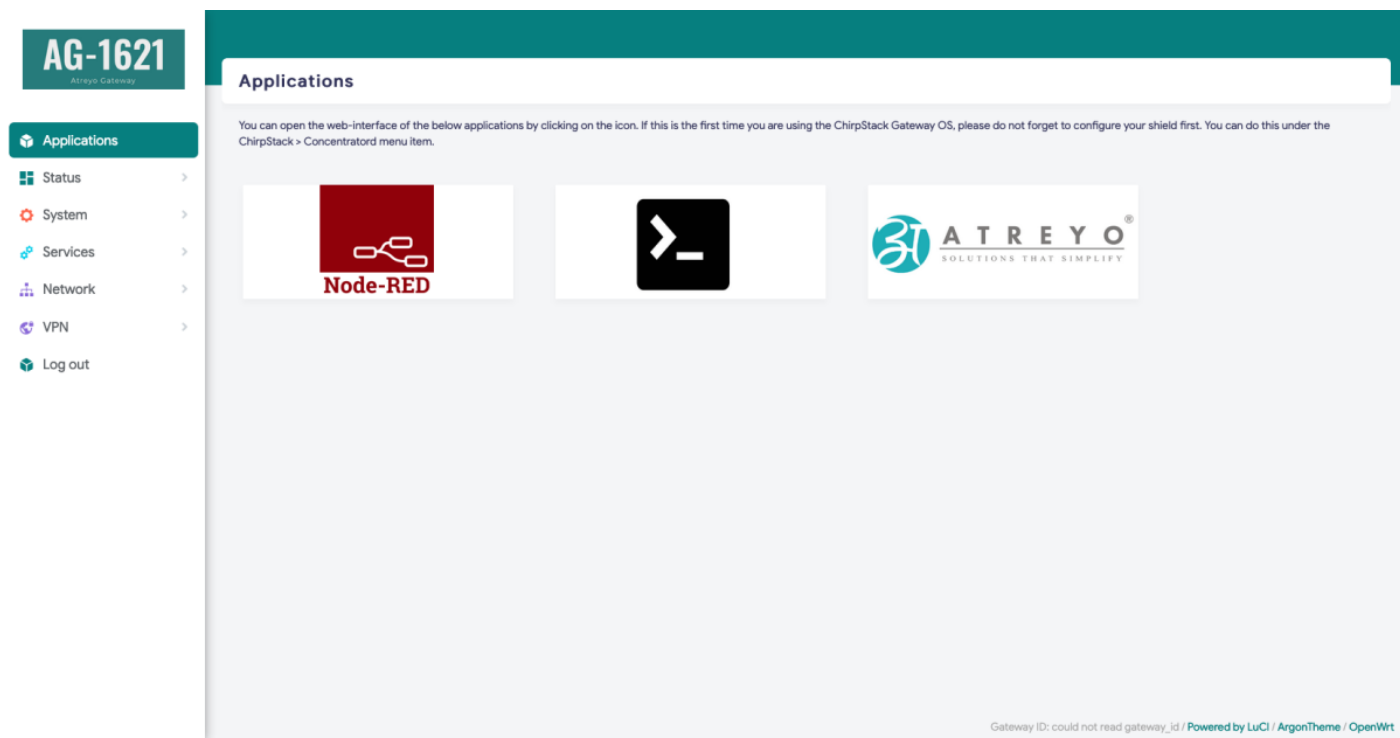 AG-1621
Atreyo Gateway
Applications
Status
System
Services
Network
VPN
Log out
Applications
You can open the web-interface of the below applications by clicking on the icon. If this is the first time you are using the ChirpStack Gateway OS, please do not forget to configure your shield first. You can do this under the
ChirpStack > Concentratord menu item.
Node-RED
>_
ATREYO®
SOLUTIONS THAT SIMPLIFY
Gateway ID: could not read gateway_id / Powered by LuCI / ArgonTheme / OpenWrt